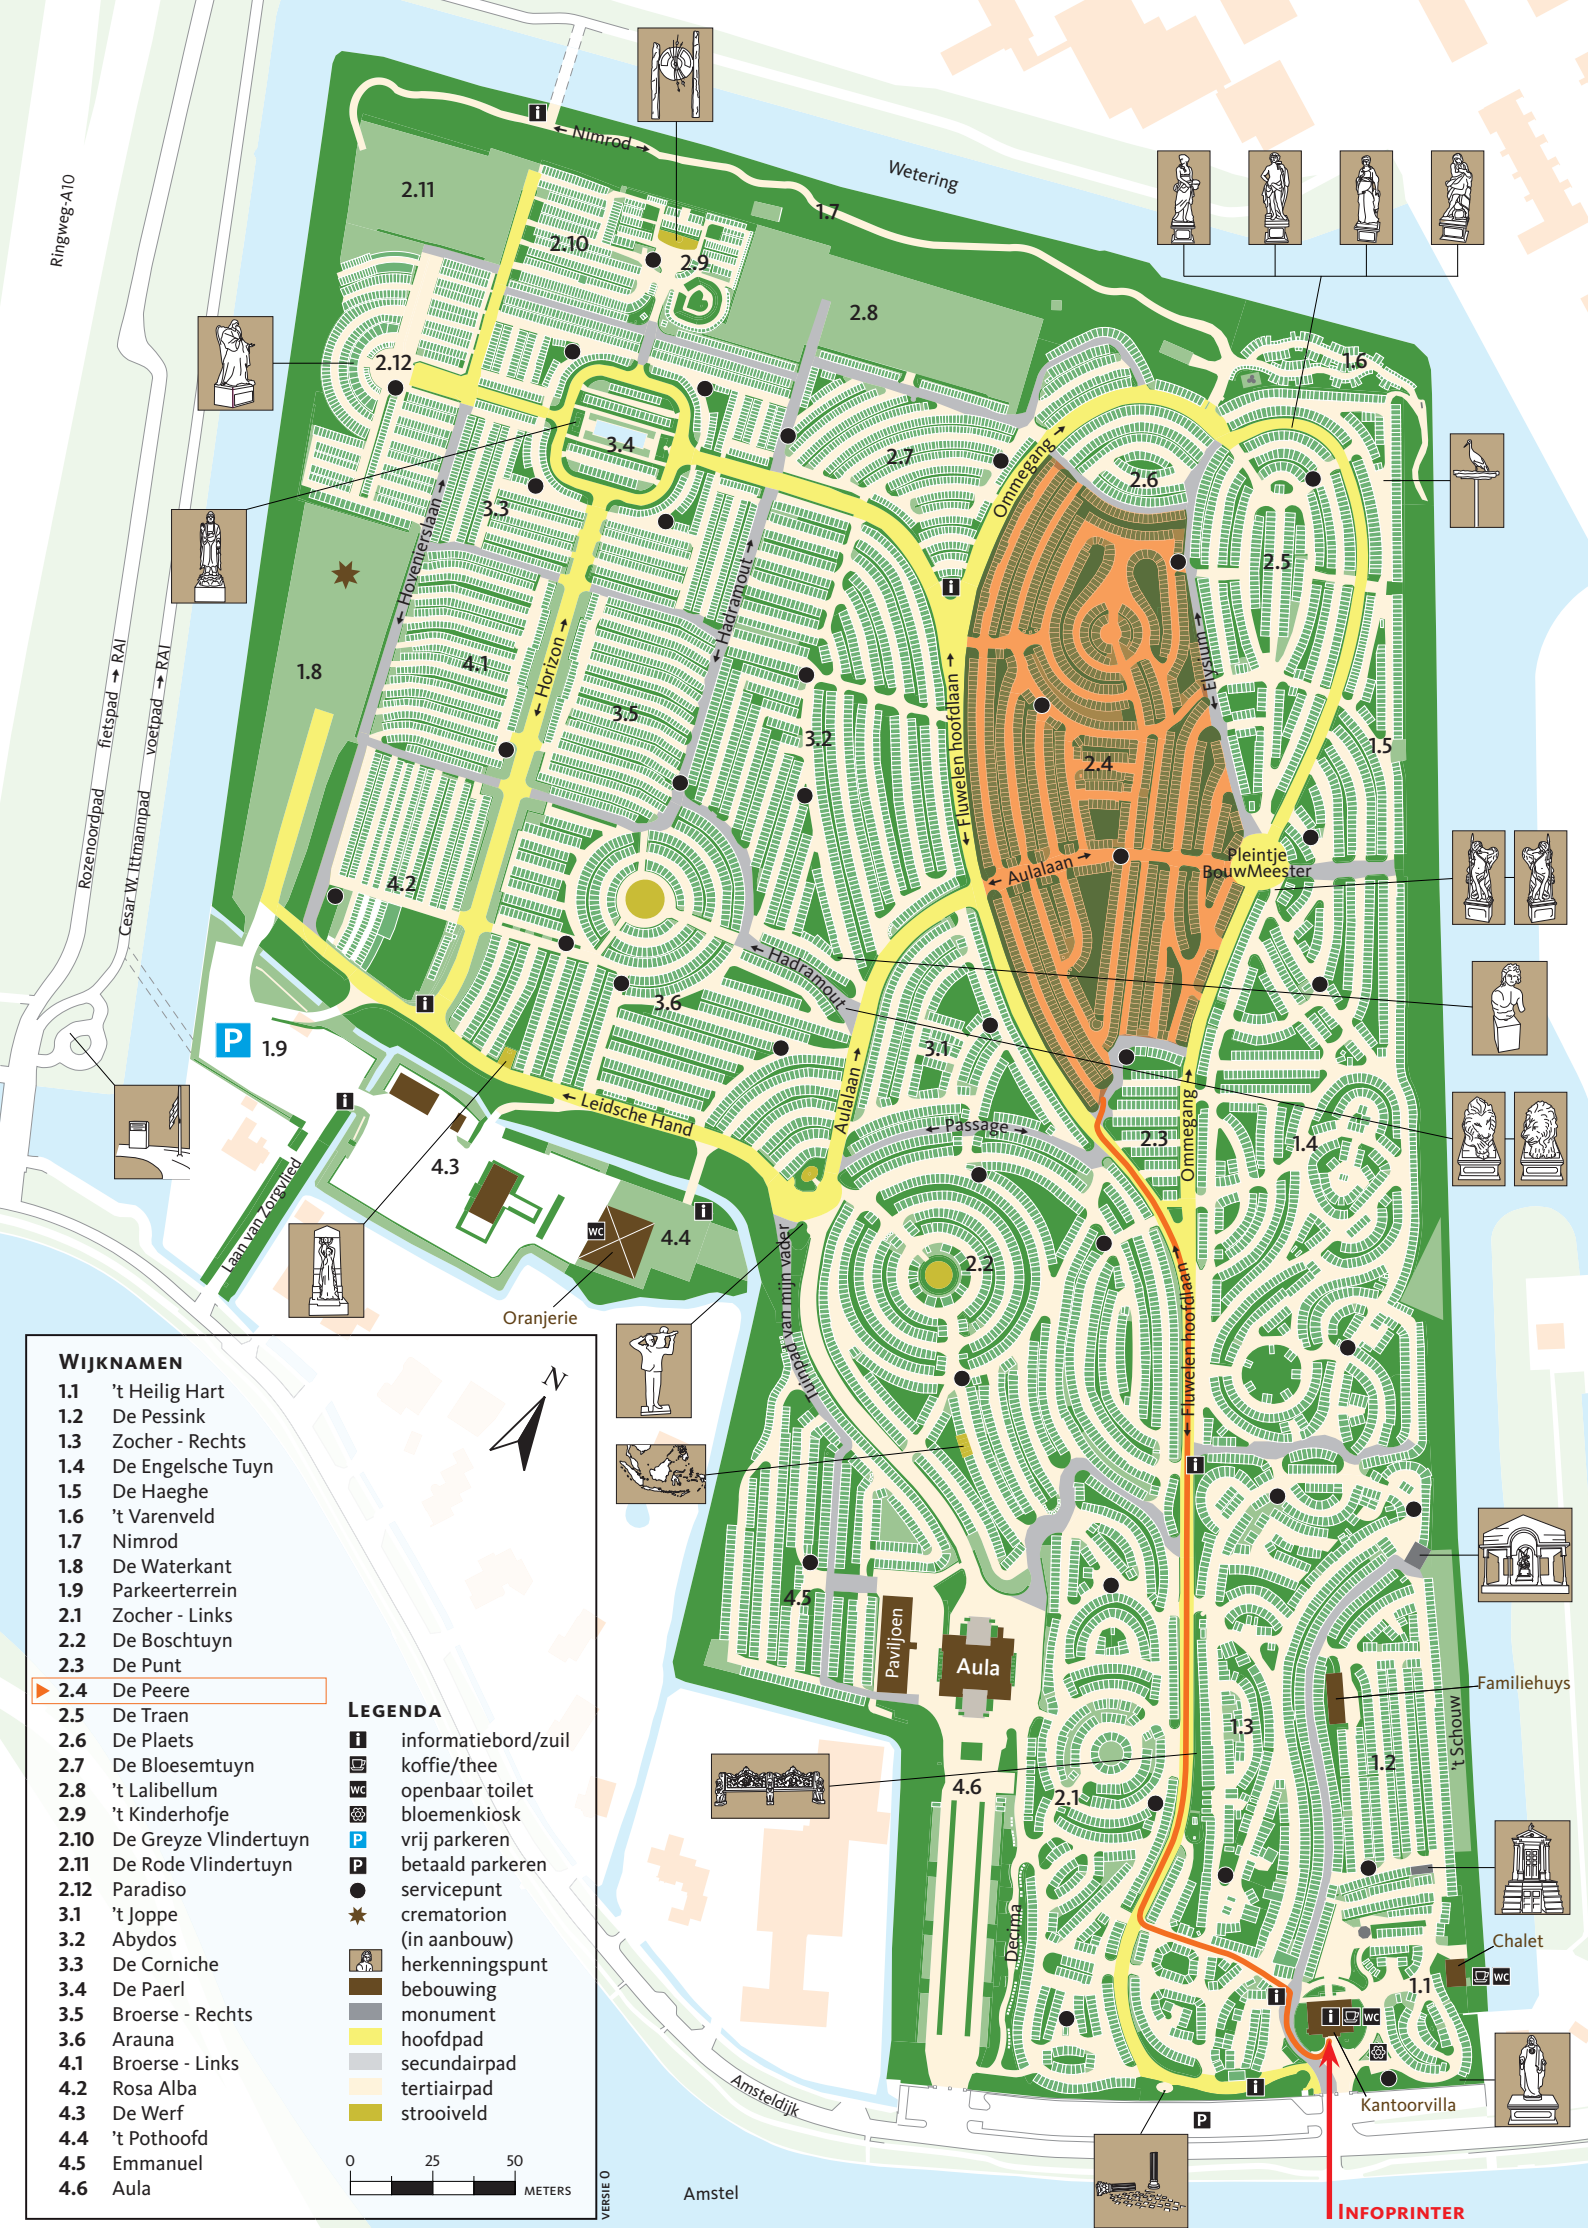 Nimrod
Wetering
Ringweg-A10
2.11
1.7
2.10
2.9
2.8
2.12
1.6
3.4
2.7
Ommegang
2.6
3.3
Hovenierslaan
Hadramout
2.5
Elysium
1.8
4.1
Horizon
3.5
3.2
Fluwelen hoofdlaan
2.4
1.5
fietspad → RAI
voetpad → RAI
Rozenoordpad
Cesar W. Ittmannpad
4.2
Aulalaan
Pleintje
BouwMeester
Hadramout
3.6
P
1.9
3.1
Aulalaan
Leidsche Hand
Passage
2.3
Ommegang
1.4
4.3
Laan van Zorgvlied
WC
4.4
Oranjerie
2.2
Tuinpad van mijn vader
Fluwelen hoofdlaan
4.5
Paviljoen
Aula
1.3
Familiehuys
't Schouw
1.2
4.6
2.1
Decima
Chalet
WC
1.1
WC
Kantoorvilla
Amsteldijk
P
Amstel
INFOPRINTER
WIJKNAMEN
1.1 't Heilig Hart
1.2 De Pessink
1.3 Zocher - Rechts
1.4 De Engelsche Tuyn
1.5 De Haeghe
1.6 't Varenveld
1.7 Nimrod
1.8 De Waterkant
1.9 Parkeerterrein
2.1 Zocher - Links
2.2 De Boschtuyn
2.3 De Punt
2.4 De Peere
2.5 De Traen
2.6 De Plaets
2.7 De Bloesemtuyn
2.8 't Lalibellum
2.9 't Kinderhofje
2.10 De Greyze Vlindertuyn
2.11 De Rode Vlindertuyn
2.12 Paradiso
3.1 't Joppe
3.2 Abydos
3.3 De Corniche
3.4 De Paerl
3.5 Broerse - Rechts
3.6 Arauna
4.1 Broerse - Links
4.2 Rosa Alba
4.3 De Werf
4.4 't Pothoofd
4.5 Emmanuel
4.6 Aula
N
LEGENDA
i informatiebord/zuil
koffie/thee
WC openbaar toilet
bloemenkiosk
P vrij parkeren
P betaald parkeren
servicepunt
crematorion
(in aanbouw)
herkenningspunt
bebouwing
monument
hoofdpad
secundairpad
tertiairpad
strooiveld
0 25 50
METERS
VERSIE O